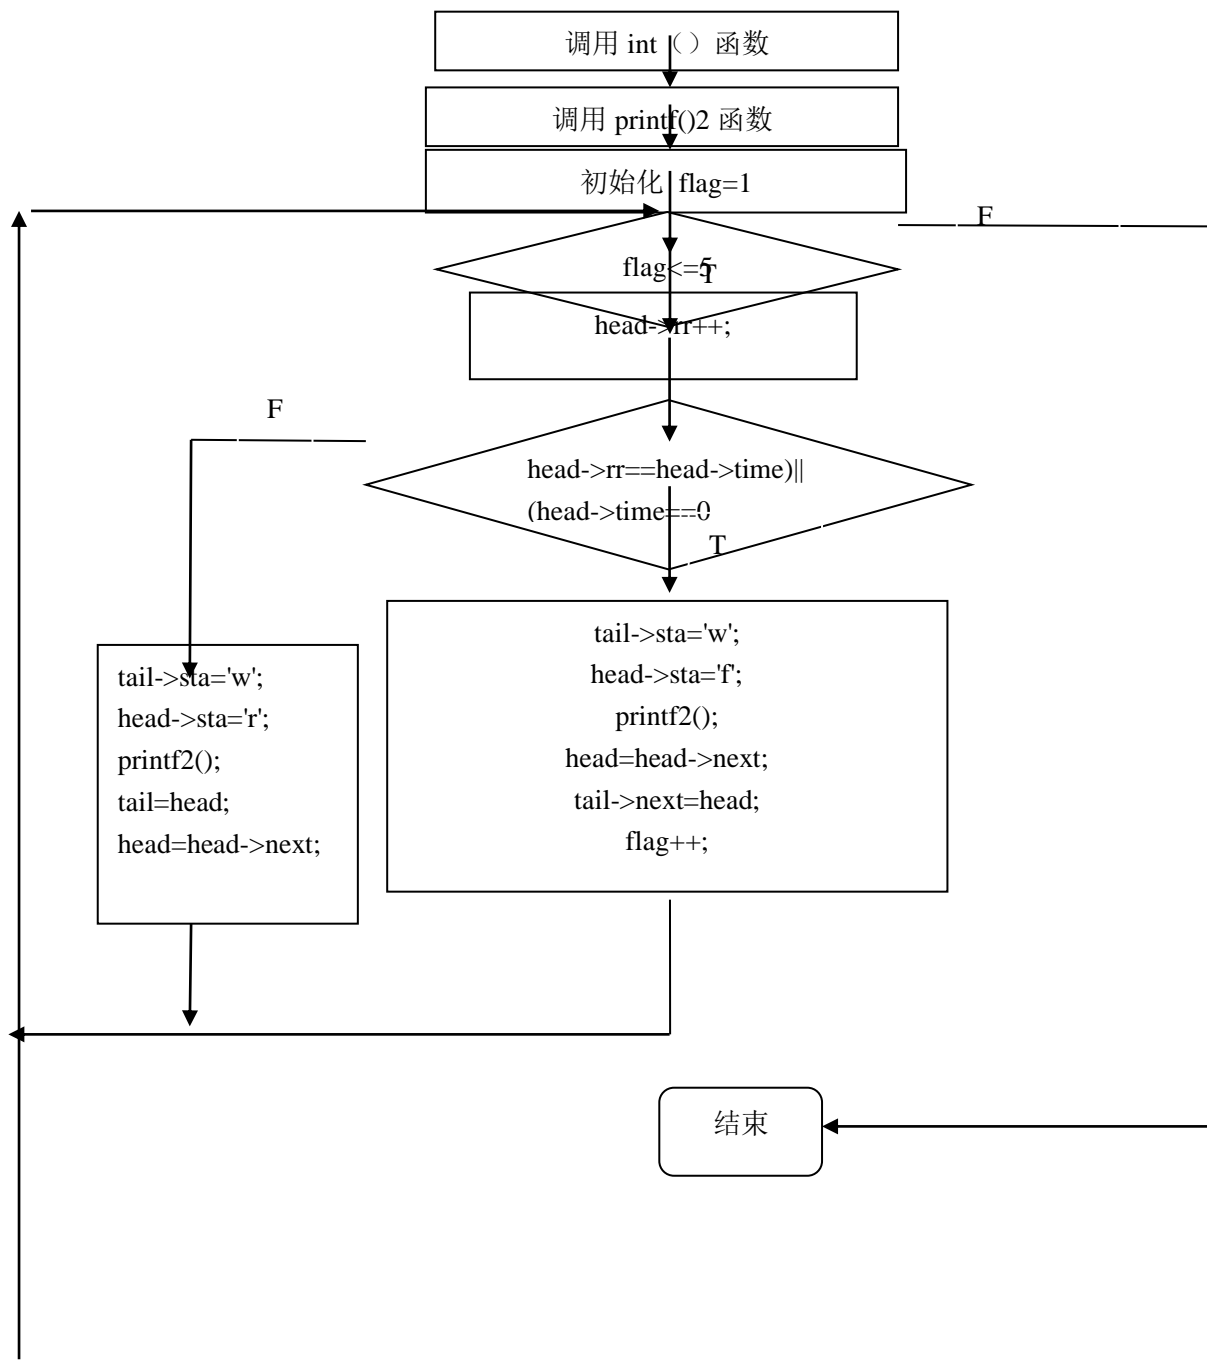 调用 int（）函数
调用 printf()2 函数
初始化 flag=1
F
flag<=5
T
head->rr++;
F
head->rr==head->time)||
(head->time==0
T
tail->sta='w';
head->sta='f';
printf2();
head=head->next;
tail->next=head;
flag++;
tail->sta='w';
head->sta='r';
printf2();
tail=head;
head=head->next;
结束